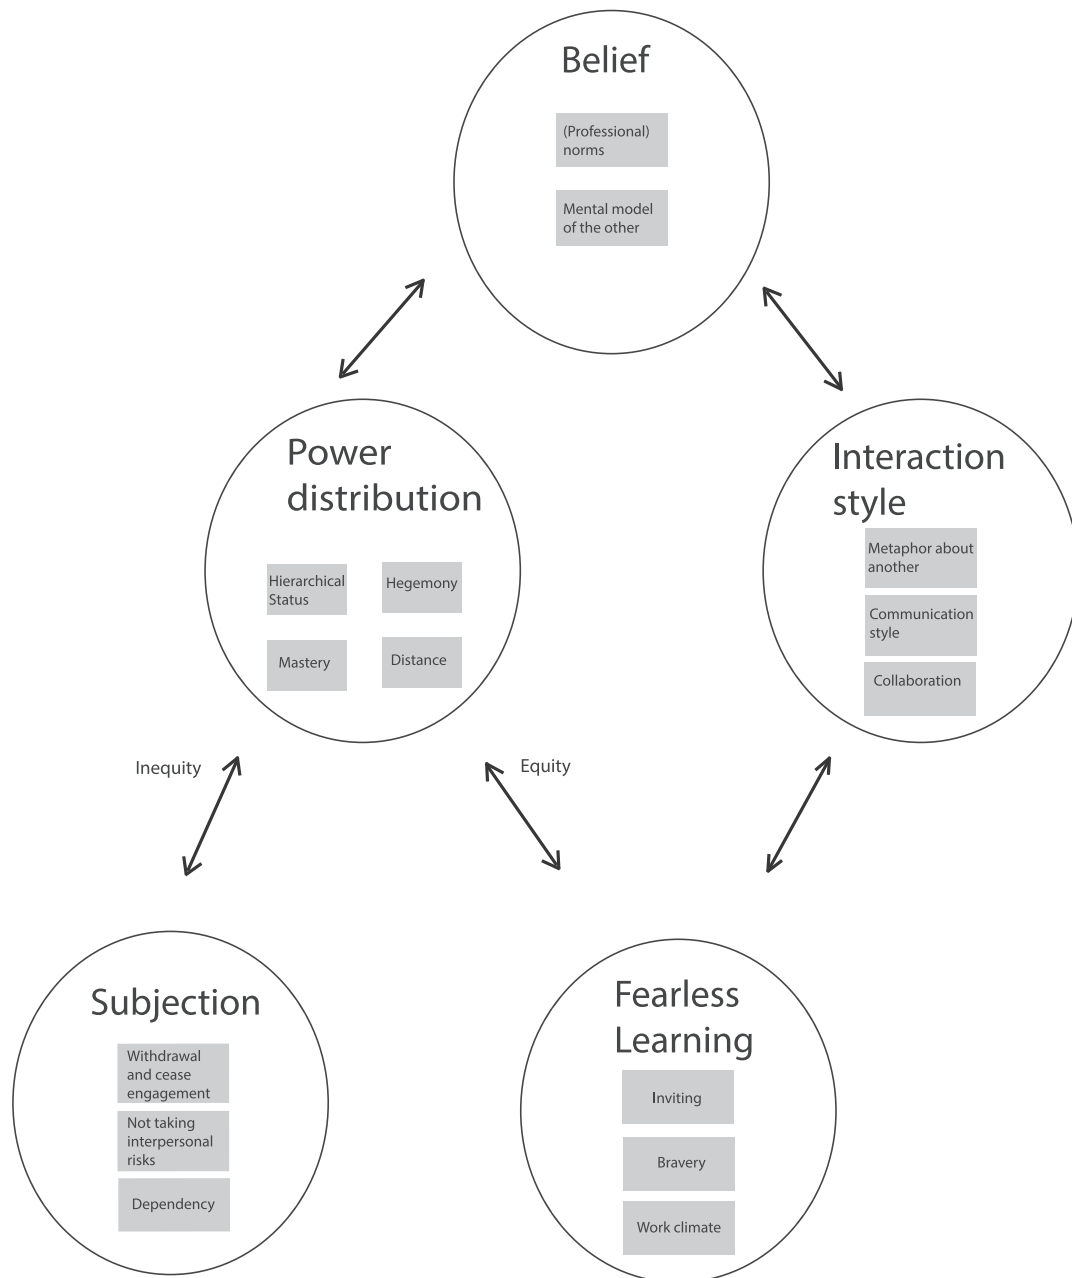 Belief
(Professional)
norms
Mental model
of the other
Power
distribution
Hierarchical
Status
Hegemony
Mastery
Distance
Interaction
style
Metaphor about
another
Communication
style
Collaboration
Inequity
Equity
Subjection
Withdrawal
and cease
engagement
Not taking
interpersonal
risks
Dependency
Fearless
Learning
Inviting
Bravery
Work climate